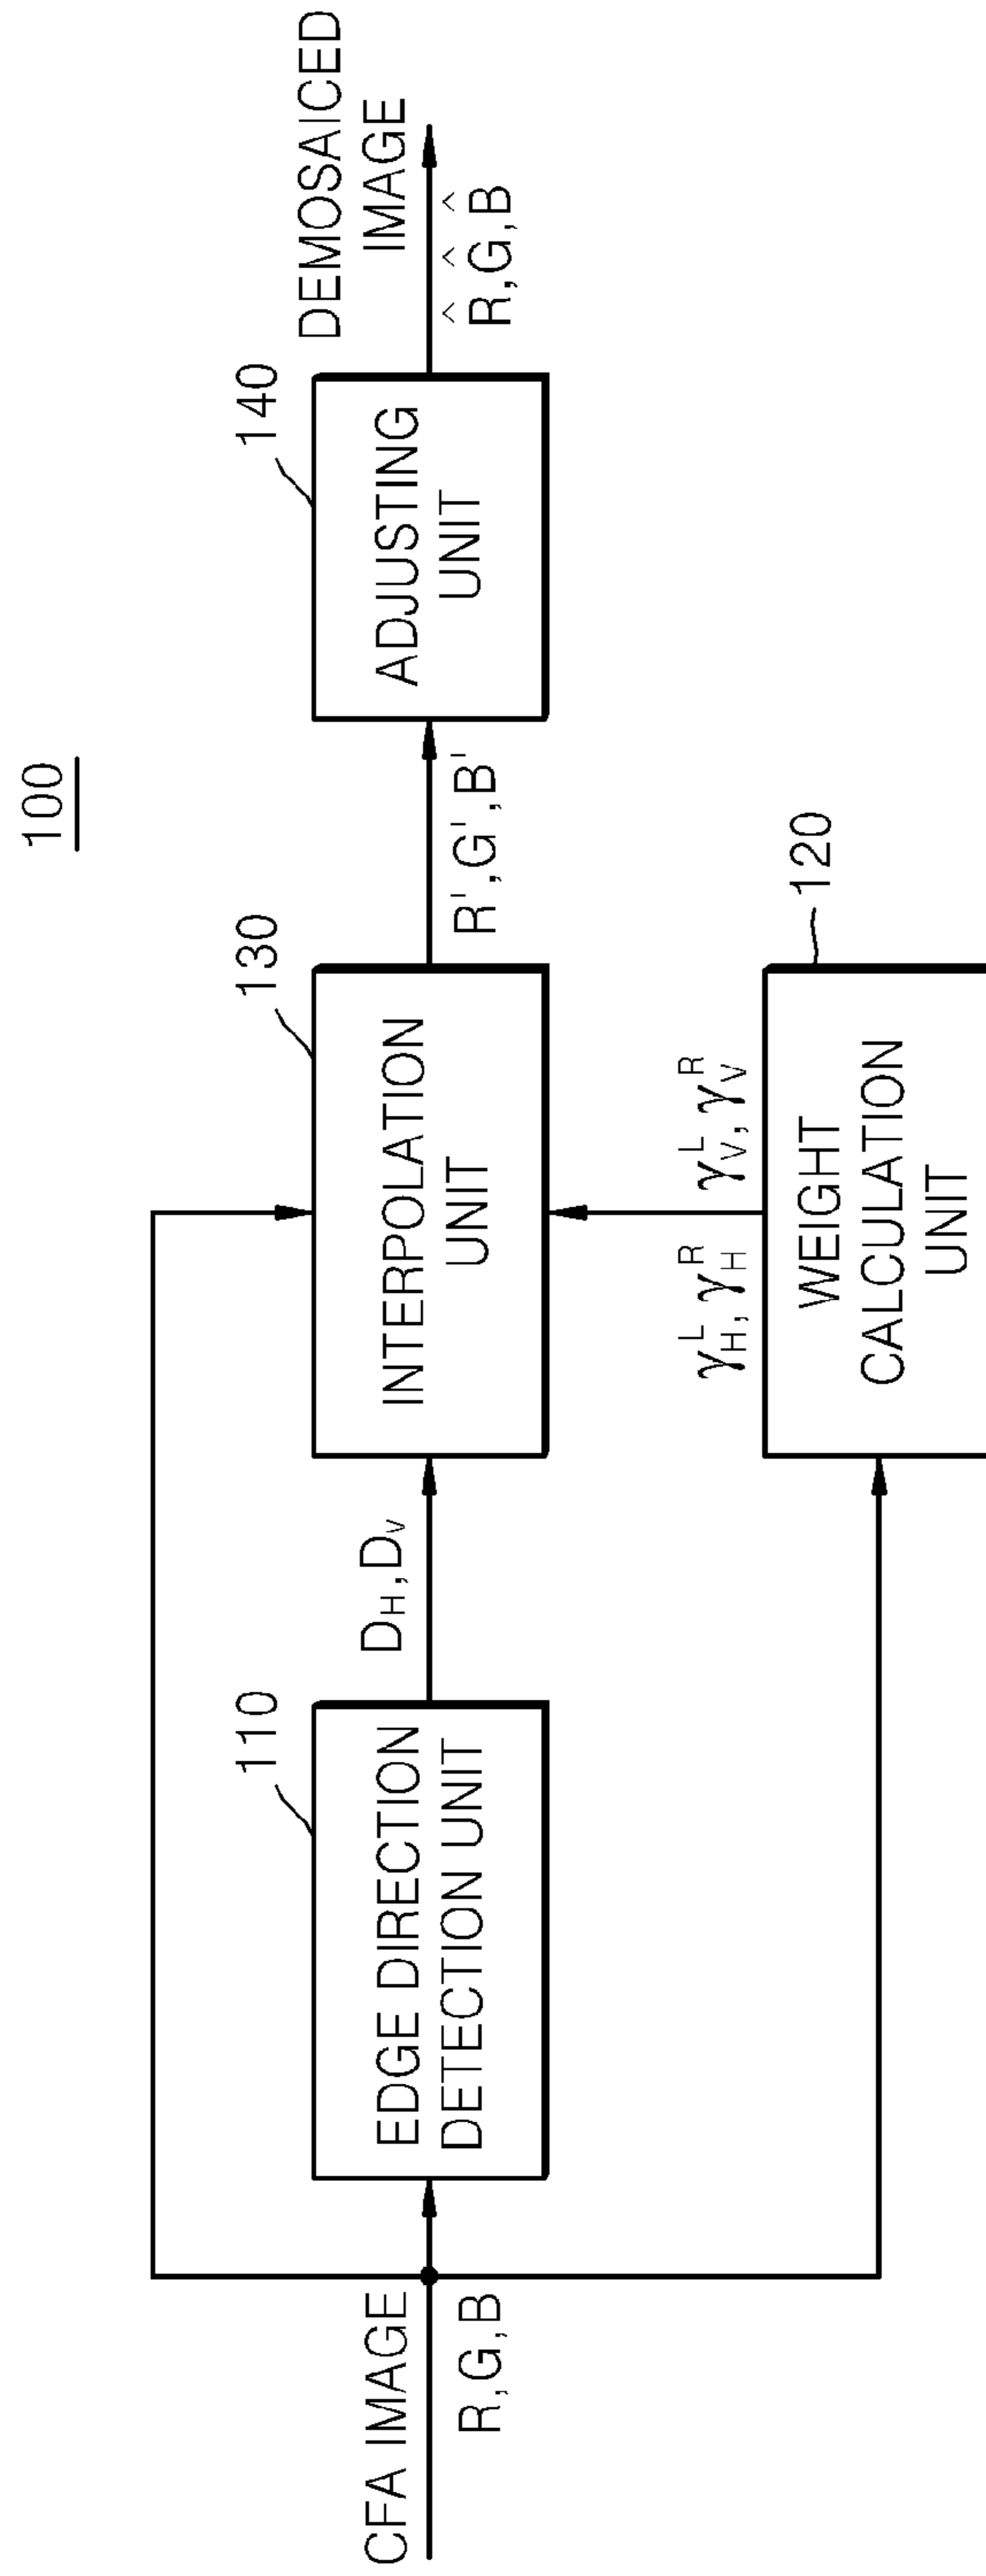 100
CFA IMAGE
R,G,B
110
EDGE DIRECTION
DETECTION UNIT
D_H,D_V
130
INTERPOLATION
UNIT
γ_H^L,γ_H^R γ_V^L,γ_V^R
120
WEIGHT
CALCULATION
UNIT
R',G',B'
140
ADJUSTING
UNIT
DEMOSAICED
IMAGE
R̂,Ĝ,B̂